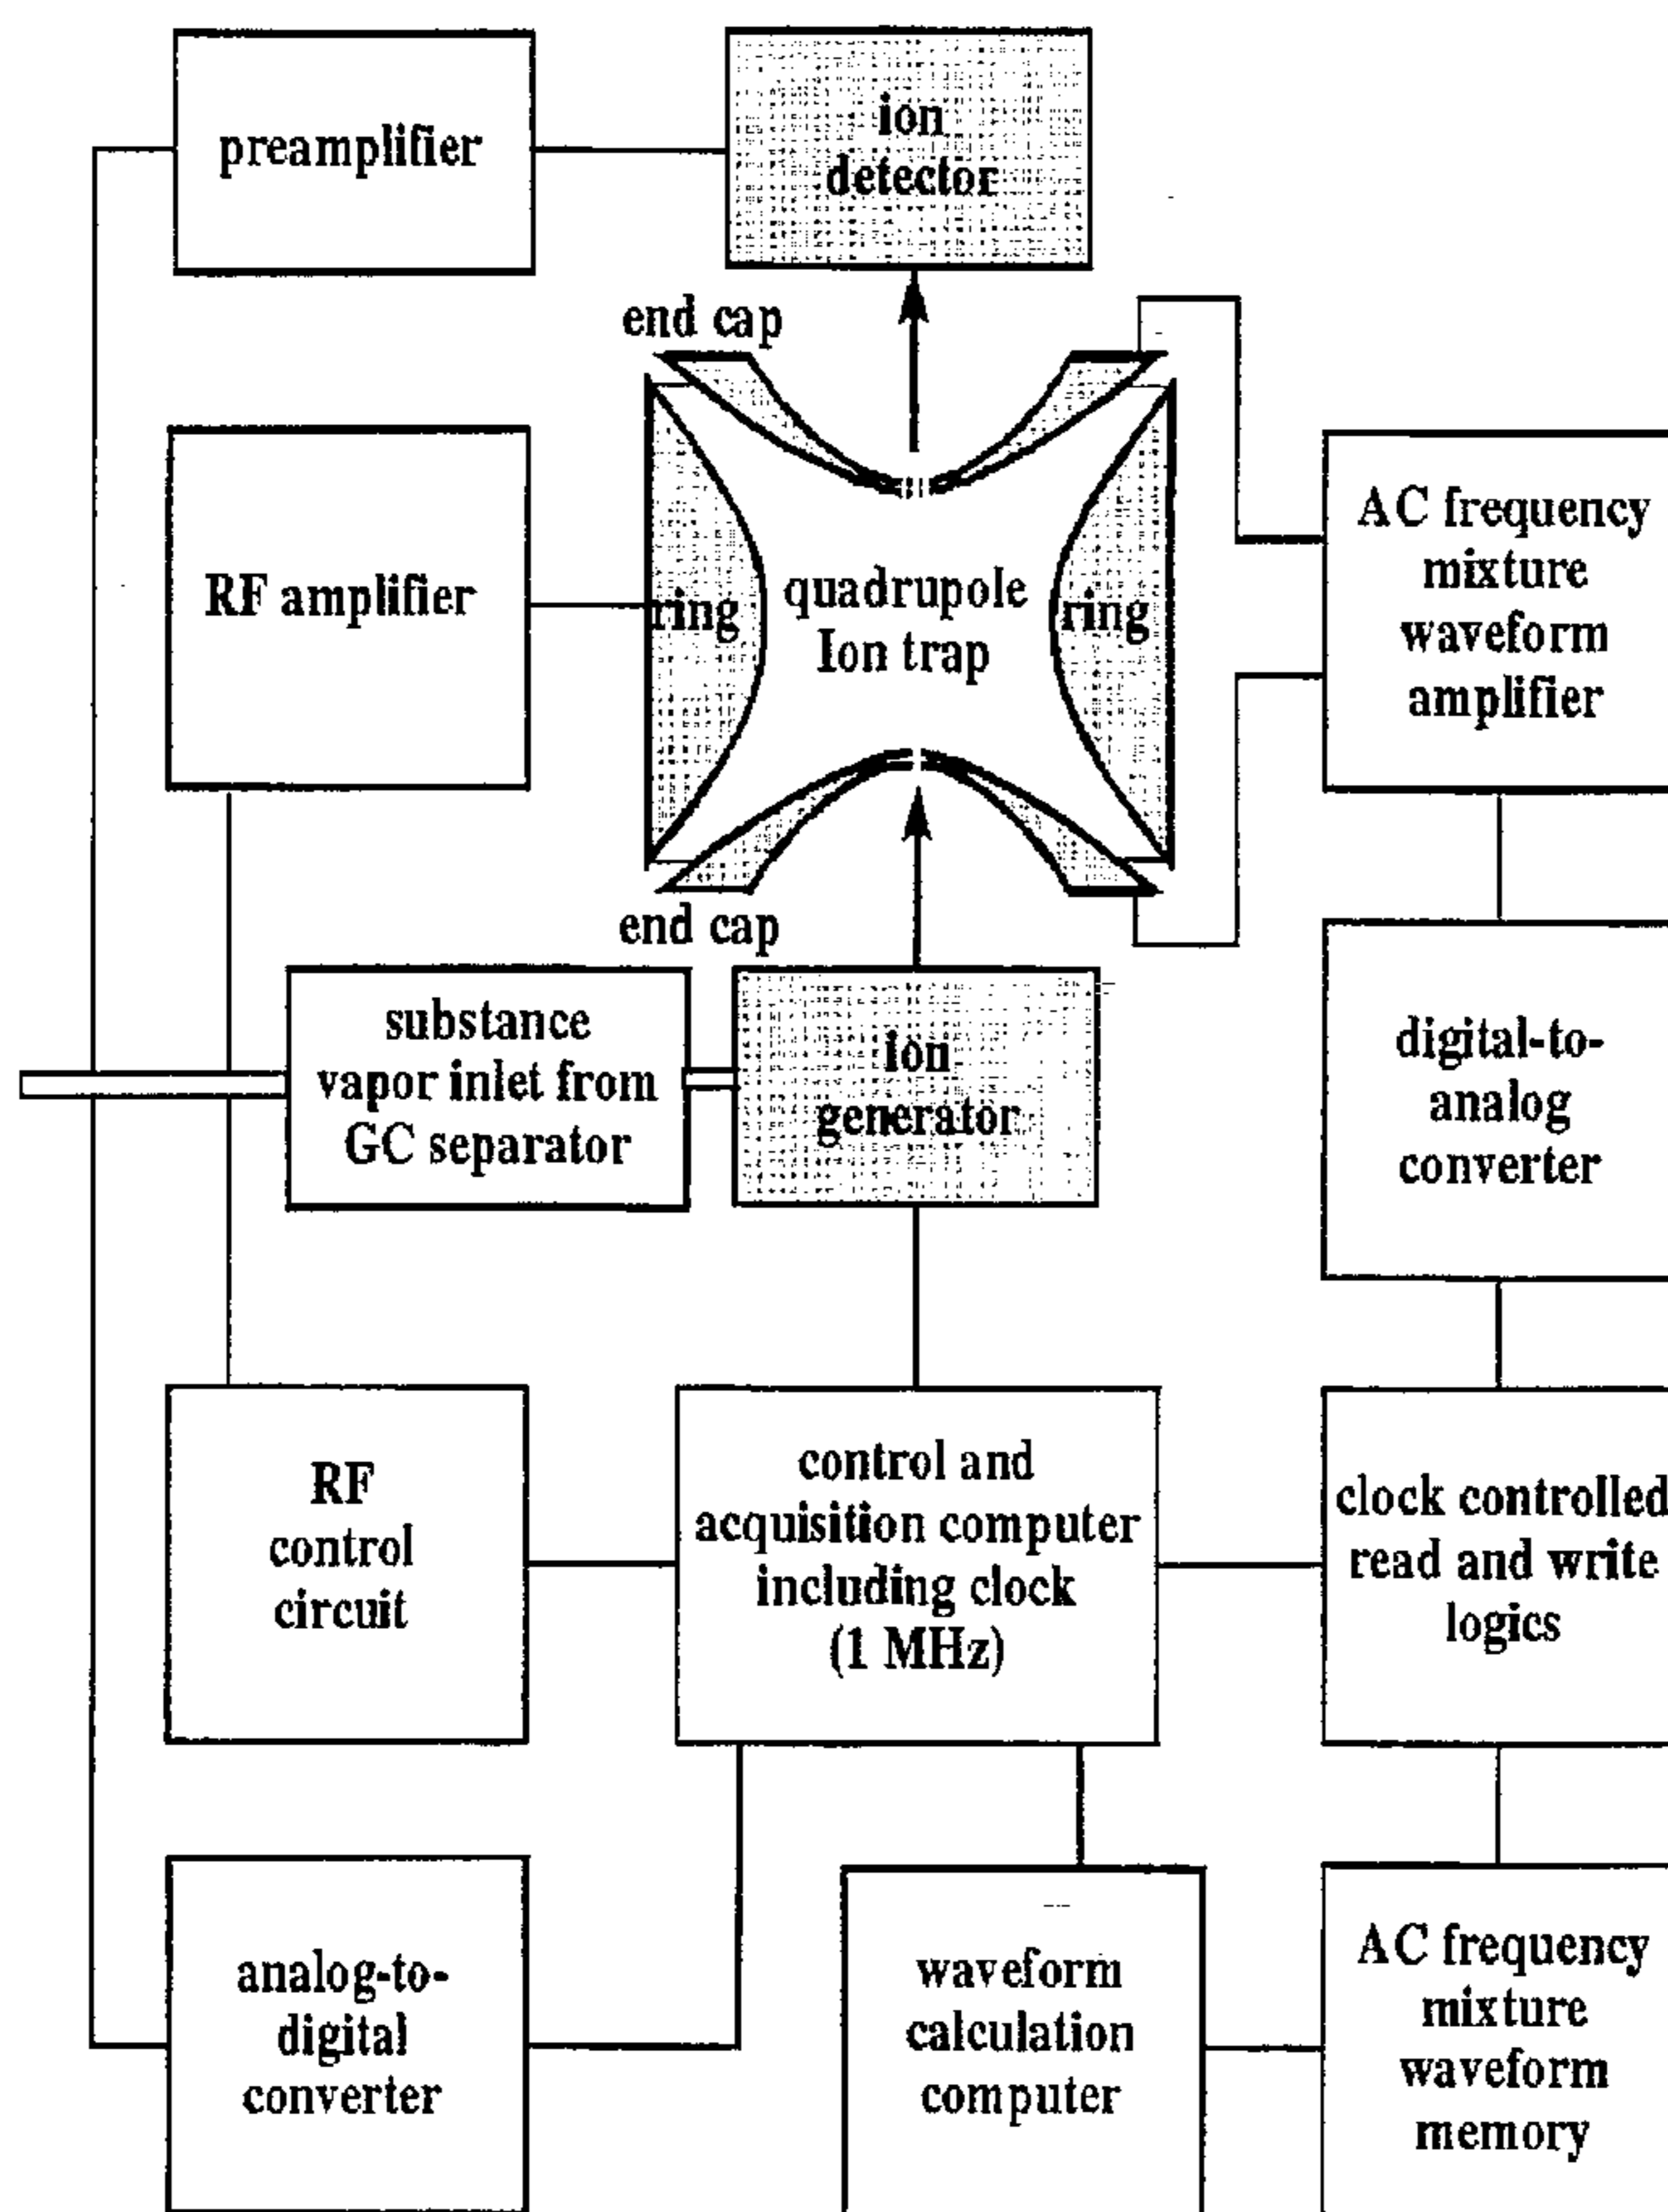 preamplifier
ion
detector
end cap
RF amplifier
ring
quadrupole
Ion trap
ring
AC frequency
mixture
waveform
amplifier
end cap
substance
vapor inlet from
GC separator
ion
generator
digital-to-
analog
converter
RF
control
circuit
control and
acquisition computer
including clock
(1 MHz)
clock controlled
read and write
logics
analog-to-
digital
converter
waveform
calculation
computer
AC frequency
mixture
waveform
memory